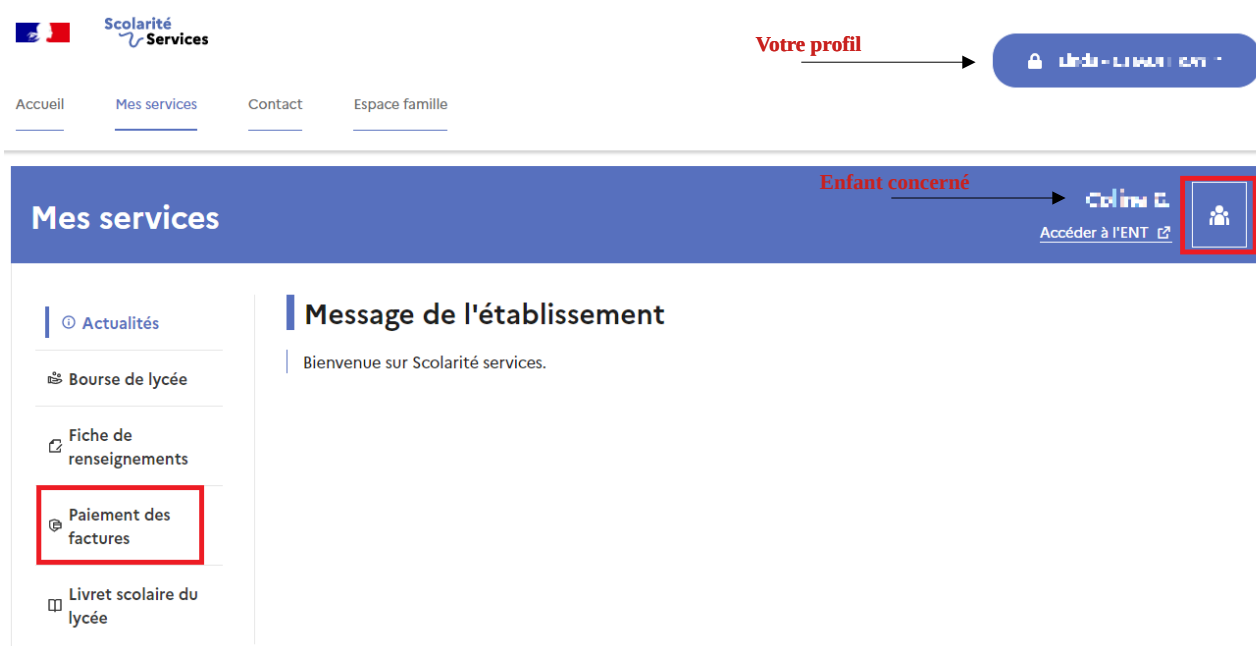 Scolarité
Services
Votre profil
Accueil
Mes services
Contact
Espace famille
Enfant concerné
Mes services
Accéder à l'ENT
Actualités
Message de l'établissement
Bienvenue sur Scolarité services.
Bourse de lycée
Fiche de
renseignements
Paiement des
factures
Livret scolaire du
lycée